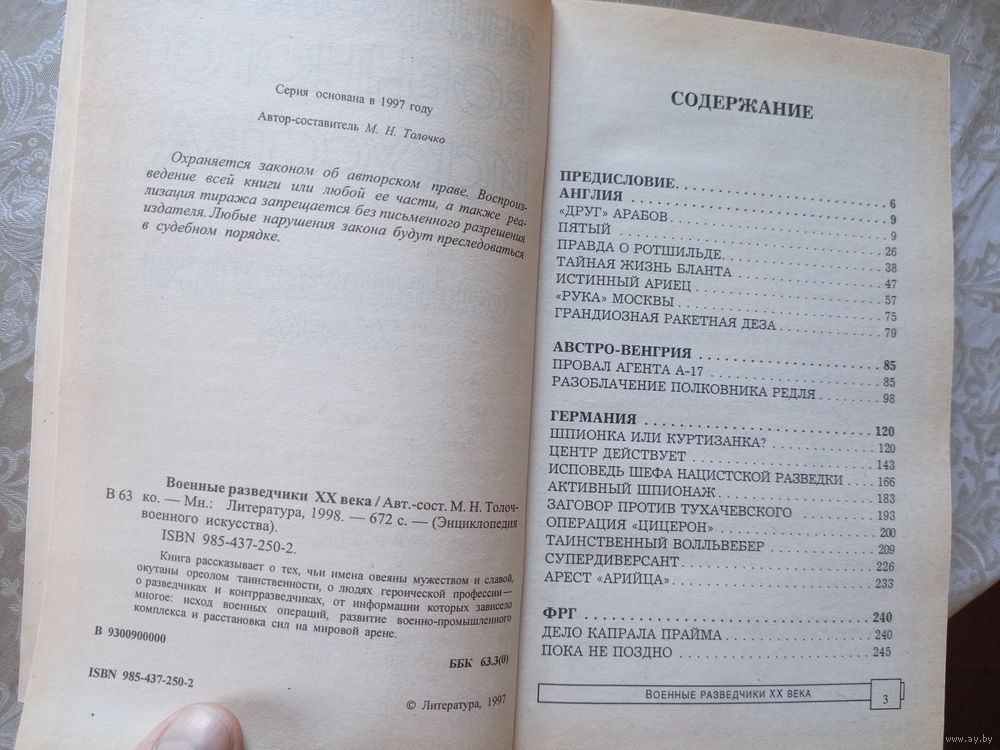 Серия основана в 1997 году
Автор-составитель М. Н. Толочко
Охраняется законом об авторском праве. Воспроиз-
ведение всей книги или любой ее части, а также реа-
лизация тиража запрещается без письменного разрешения
издателя. Любые нарушения закона будут преследоваться
в судебном порядке.
Военные разведчики XX века / Авт.-сост. М. Н. Толоч-
В 63 ко. — Мн.: Литература, 1998. — 672 с. — (Энциклопедия
военного искусства).
ISBN 985-437-250-2.
Книга рассказывает о тех, чьи имена овеяны мужеством и славой,
окутаны ореолом таинственности, о людях героической профессии —
о разведчиках и контрразведчиках, от информации которых зависело
многое: исход военных операций, развитие военно-промышленного
комплекса и расстановка сил на мировой арене.
В 9300900000
ББК 63.3(0)
ISBN 985-437-250-2
© Литература, 1997
СОДЕРЖАНИЕ
ПРЕДИСЛОВИЕ. 6
АНГЛИЯ 9
«ДРУГ» АРАБОВ 9
ПЯТЫЙ 26
ПРАВДА О РОТШИЛЬДЕ 38
ТАЙНАЯ ЖИЗНЬ БЛАНТА 47
ИСТИННЫЙ АРИЕЦ 57
«РУКА» МОСКВЫ 75
ГРАНДИОЗНАЯ РАКЕТНАЯ ДЕЗА 79
АВСТРО-ВЕНГРИЯ 85
ПРОВАЛ АГЕНТА А-17 85
РАЗОБЛАЧЕНИЕ ПОЛКОВНИКА РЕДЛЯ 98
ГЕРМАНИЯ 120
ШПИОНКА ИЛИ КУРТИЗАНКА? 120
ЦЕНТР ДЕЙСТВУЕТ 143
ИСПОВЕДЬ ШЕФА НАЦИСТСКОЙ РАЗВЕДКИ 166
АКТИВНЫЙ ШПИОНАЖ 183
ЗАГОВОР ПРОТИВ ТУХАЧЕВСКОГО 193
ОПЕРАЦИЯ «ЦИЦЕРОН» 200
ТАИНСТВЕННЫЙ ВОЛЛЬВЕБЕР 209
СУПЕРДИВЕРСАНТ 226
АРЕСТ «АРИЙЦА» 233
ФРГ 240
ДЕЛО КАПРАЛА ПРАЙМА 240
ПОКА НЕ ПОЗДНО 245
ВОЕННЫЕ РАЗВЕДЧИКИ XX ВЕКА 3
www.ay.by